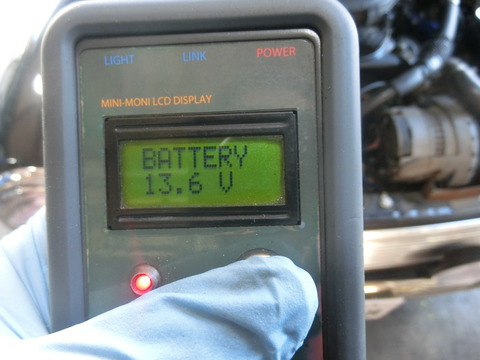 LIGHT LINK POWER
MINI-MONI LCD DISPLAY
BATTERY
13.6 V